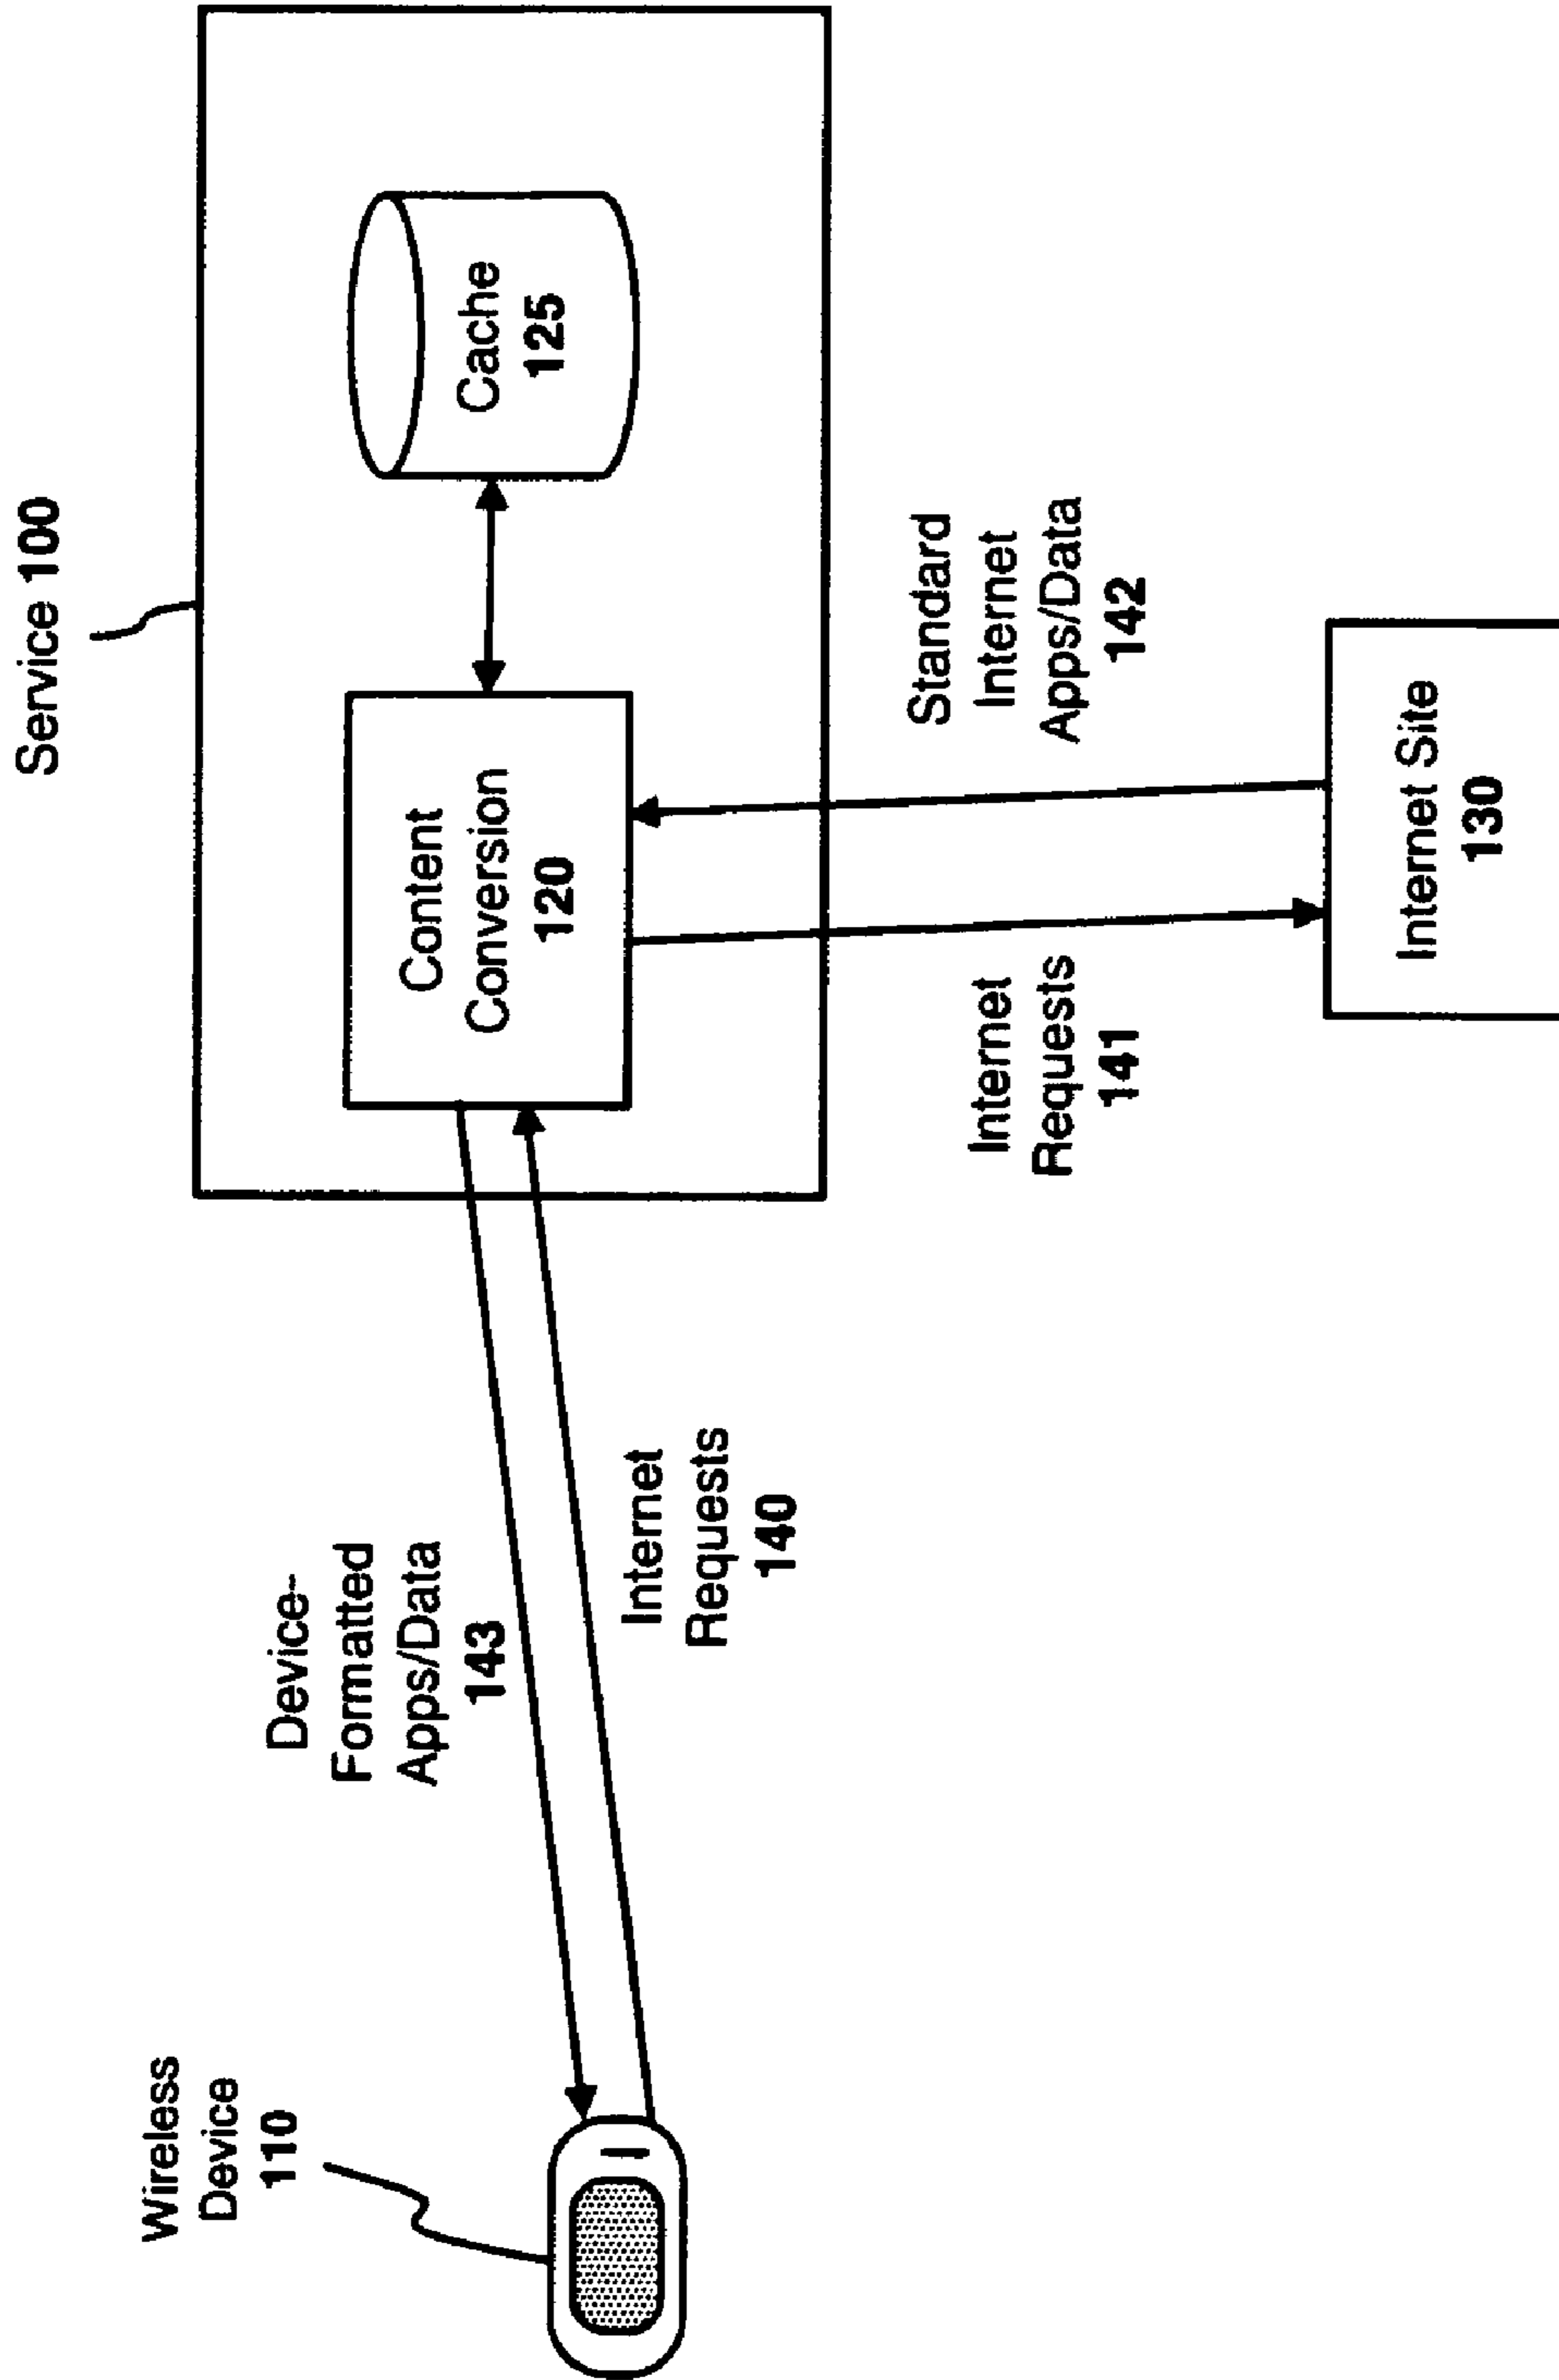 Service 100
Wireless
Device
110
Device-
Formatted
Apps/Data
143
Internet
Requests
140
Content
Conversion
120
Cache
125
Internet
Requests
141
Standard
Internet
Apps/Data
142
Internet Site
130